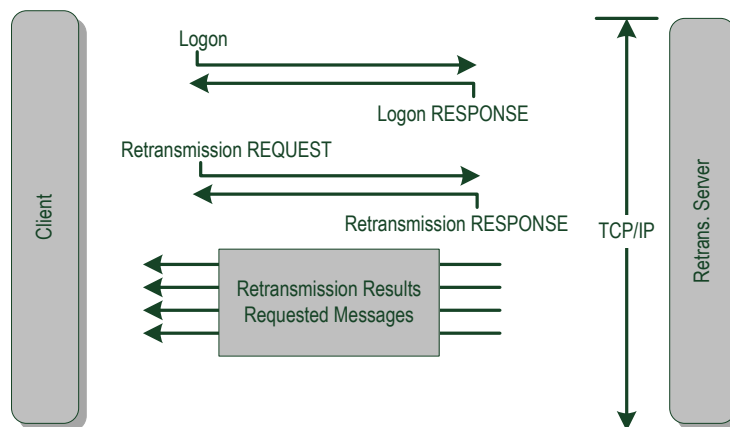 Logon
Logon RESPONSE
Retransmission REQUEST
Retransmission RESPONSE
Client
TCP/IP
Retrans. Server
Retransmission Results
Requested Messages